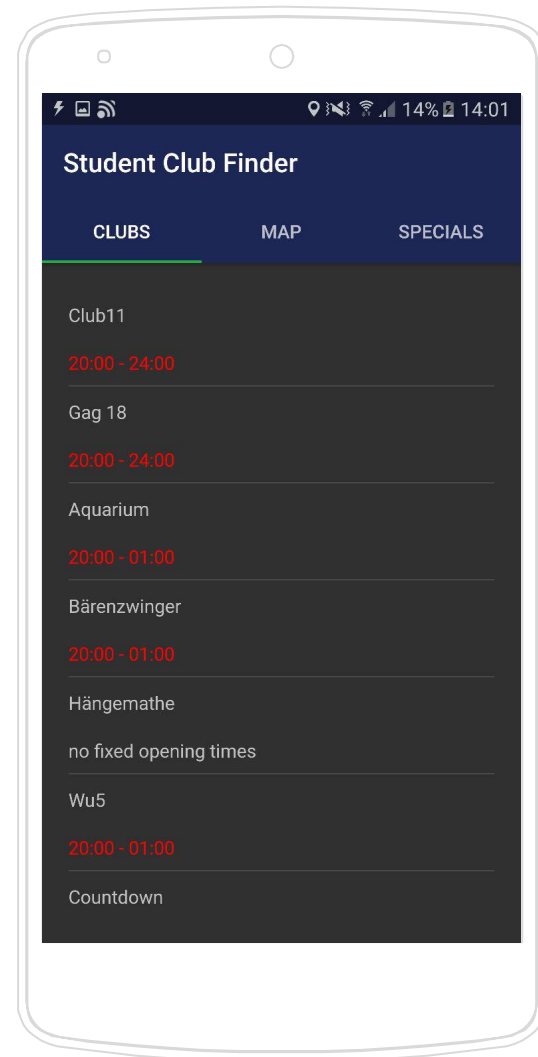 14% 14:01
Student Club Finder
CLUBS MAP SPECIALS
Club11
20:00 - 24:00
Gag 18
20:00 - 24:00
Aquarium
20:00 - 01:00
Bärenzwinger
20:00 - 01:00
Hängemathe
no fixed opening times
Wu5
20:00 - 01:00
Countdown